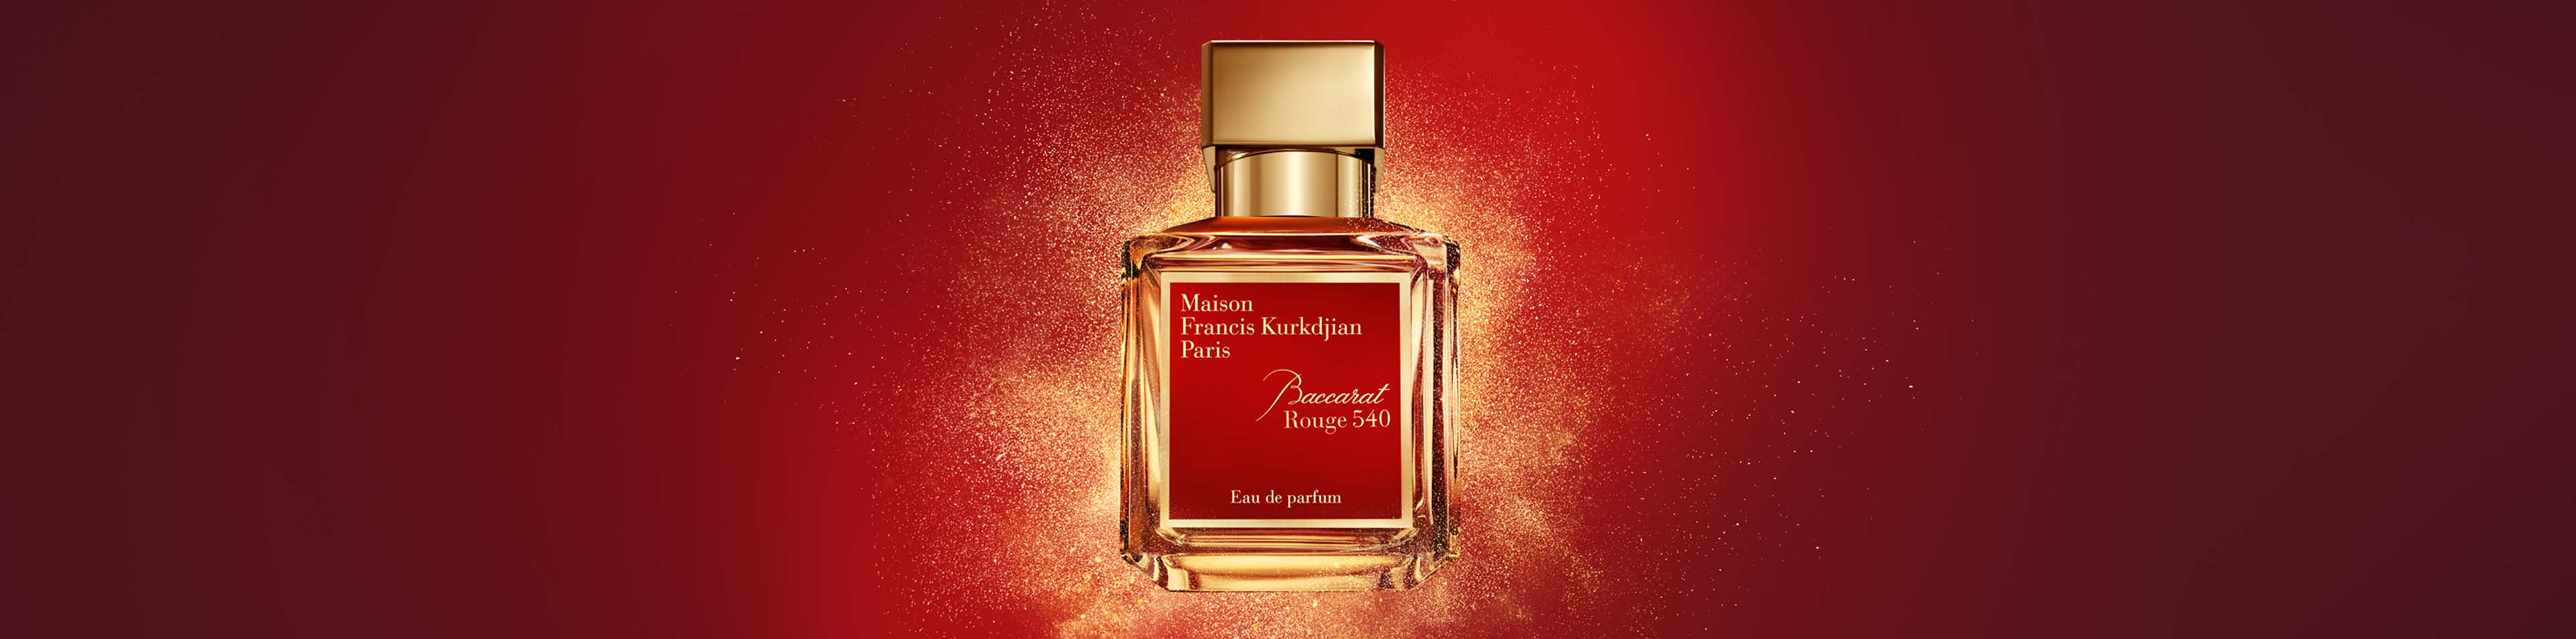 Maison
Francis Kurkdjian
Paris
Baccarat
Rouge 540
Eau de parfum